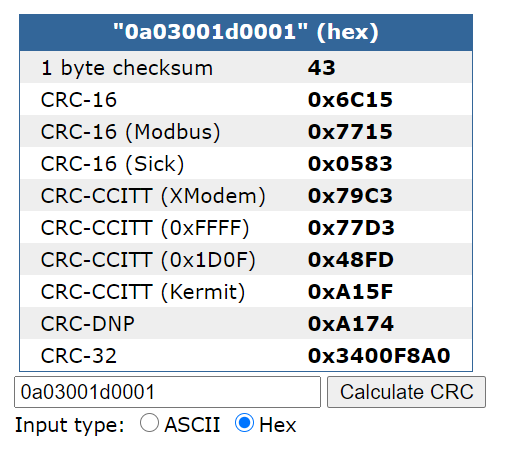 "0a03001d0001" (hex)
1 byte checksum 43
CRC-16 0x6C15
CRC-16 (Modbus) 0x7715
CRC-16 (Sick) 0x0583
CRC-CCITT (XModem) 0x79C3
CRC-CCITT (0xFFFF) 0x77D3
CRC-CCITT (0x1D0F) 0x48FD
CRC-CCITT (Kermit) 0xA15F
CRC-DNP 0xA174
CRC-32 0x3400F8A0
0a03001d0001 Calculate CRC
Input type: ASCII Hex